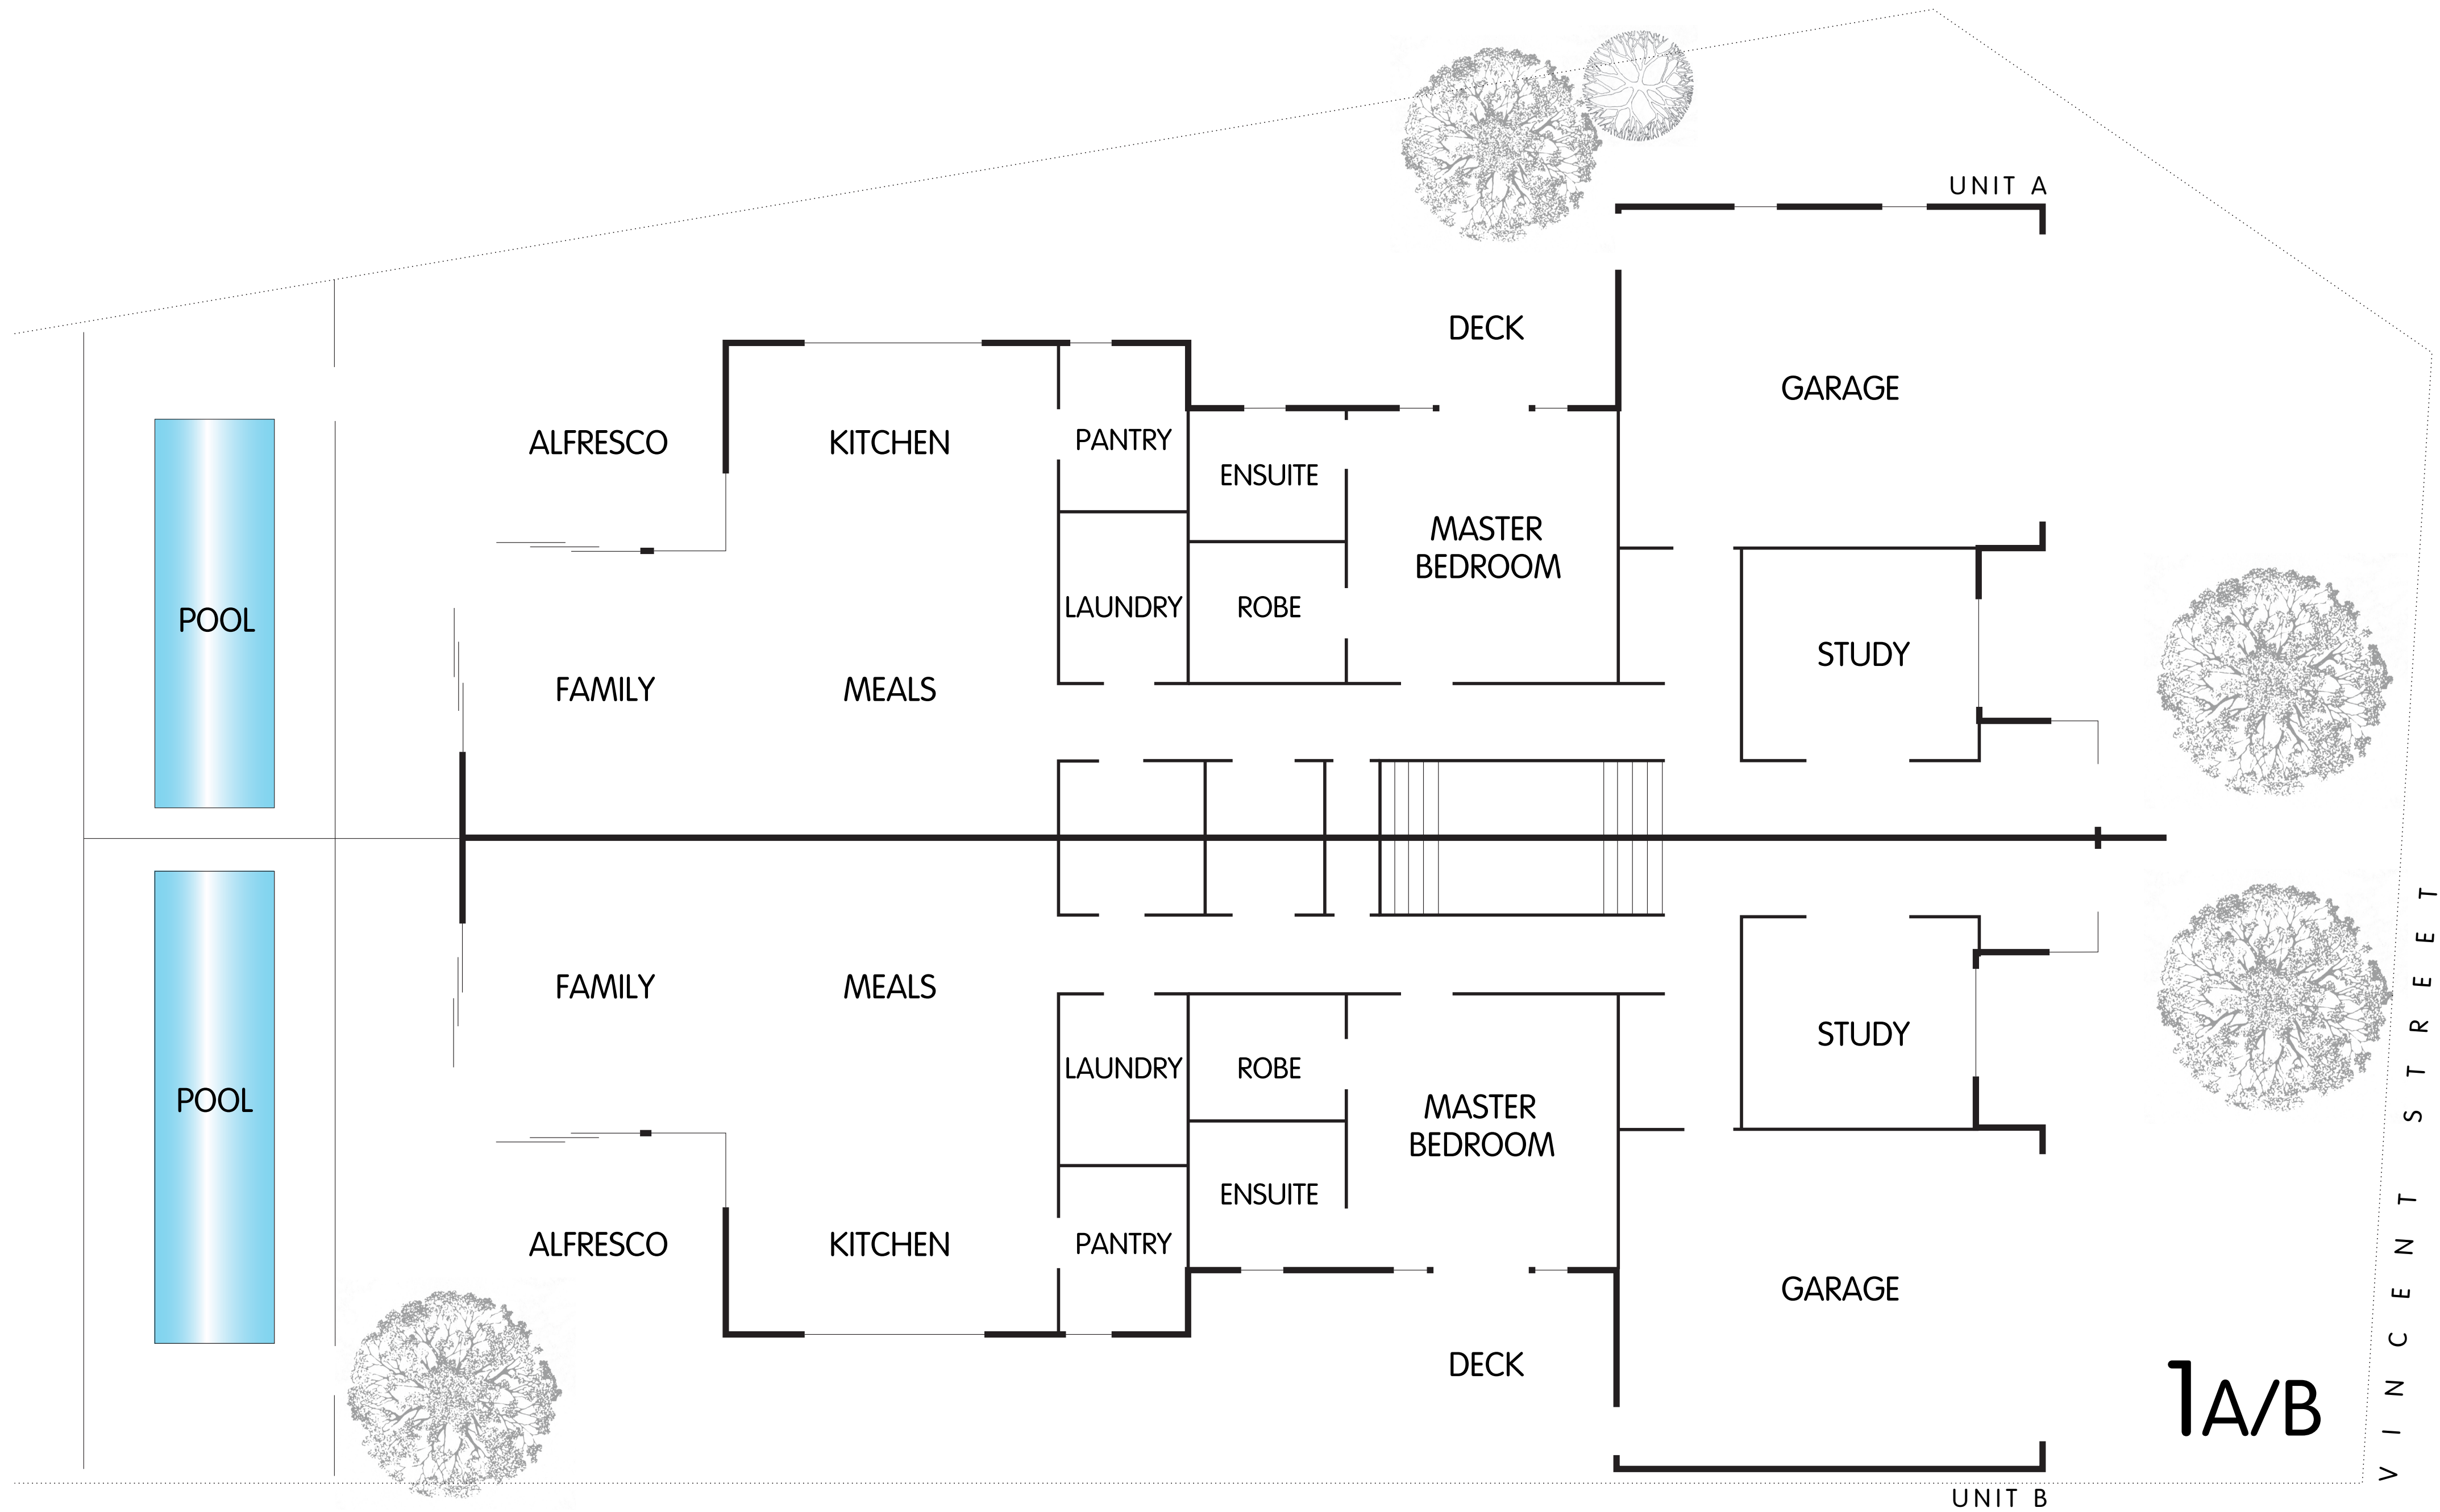 UNIT A
DECK
GARAGE
ALFRESCO
KITCHEN
PANTRY
ENSUITE
MASTER
BEDROOM
LAUNDRY
ROBE
POOL
STUDY
FAMILY
MEALS
FAMILY
MEALS
STUDY
LAUNDRY
ROBE
POOL
MASTER
BEDROOM
ENSUITE
ALFRESCO
KITCHEN
PANTRY
GARAGE
DECK
1A/B
VINCENT STREET
UNIT B